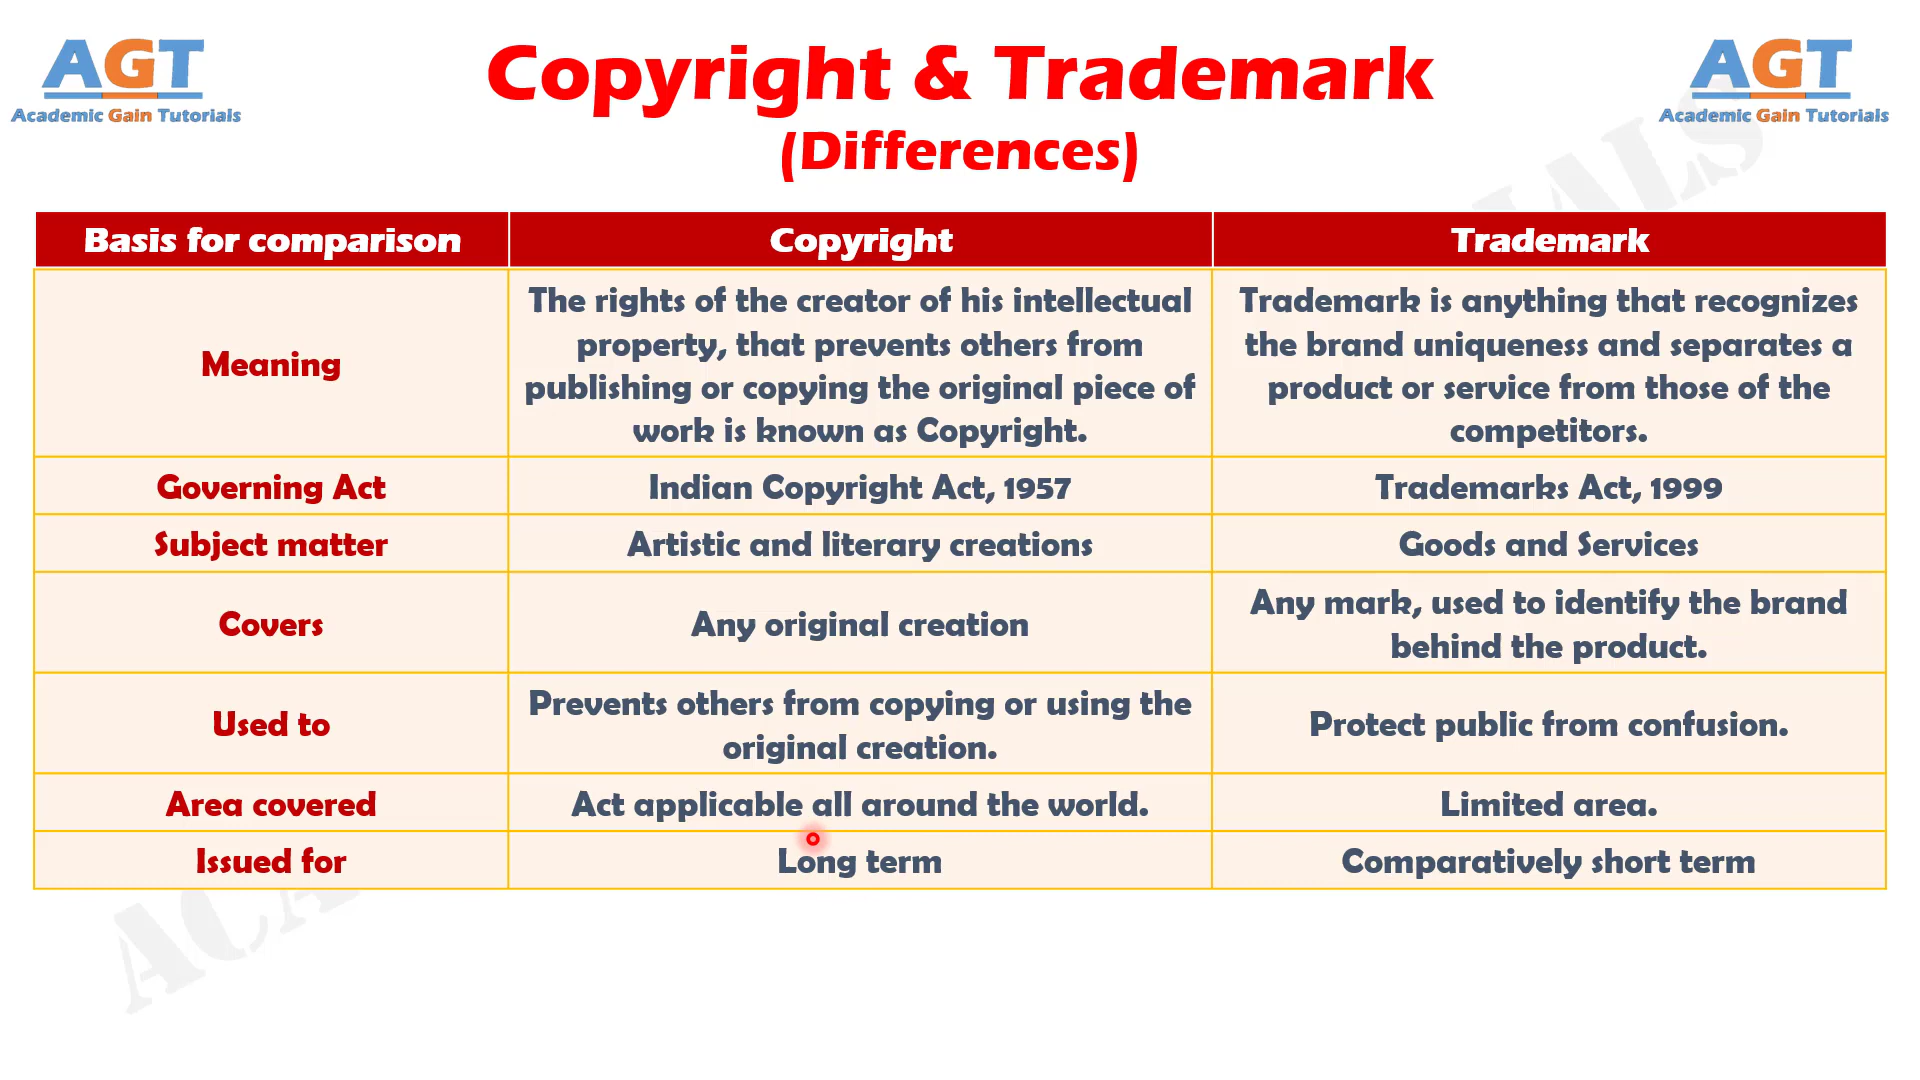 AGT
Academic Gain Tutorials
Copyright & Trademark
(Differences)
AGT
Academic Gain Tutorials
Basis for comparison
Copyright
Trademark
Meaning
The rights of the creator of his intellectual
property, that prevents others from
publishing or copying the original piece of
work is known as Copyright.
Trademark is anything that recognizes
the brand uniqueness and separates a
product or service from those of the
competitors.
Governing Act
Indian Copyright Act, 1957
Trademarks Act, 1999
Subject matter
Artistic and literary creations
Goods and Services
Covers
Any original creation
Any mark, used to identify the brand
behind the product.
Used to
Prevents others from copying or using the
original creation.
Protect public from confusion.
Area covered
Act applicable all around the world.
Limited area.
Issued for
Long term
Comparatively short term